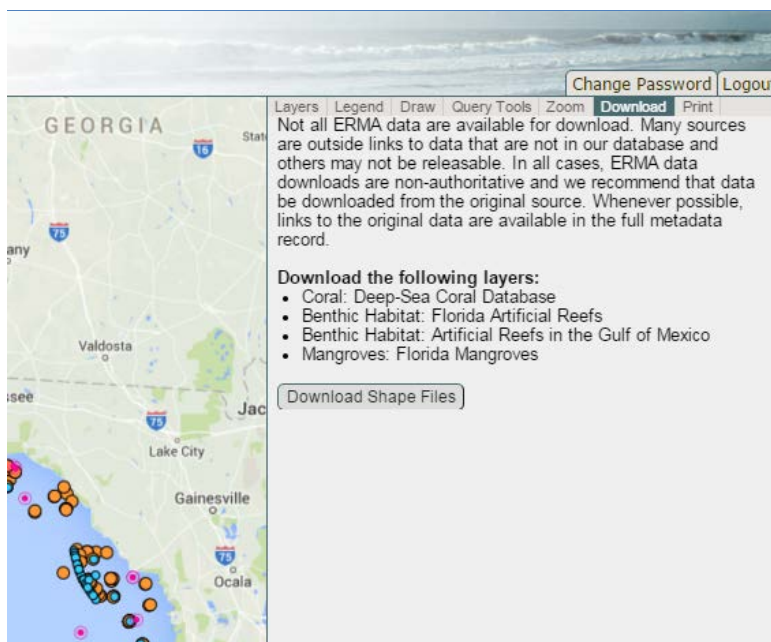 Change Password Logou
Layers Legend Draw Query Tools Zoom Download Print
Not all ERMA data are available for download. Many sources
are outside links to data that are not in our database and
others may not be releasable. In all cases, ERMA data
downloads are non-authoritative and we recommend that data
be downloaded from the original source. Whenever possible,
links to the original data are available in the full metadata
record.
Download the following layers:
• Coral: Deep-Sea Coral Database
• Benthic Habitat: Florida Artificial Reefs
• Benthic Habitat: Artificial Reefs in the Gulf of Mexico
• Mangroves: Florida Mangroves
Download Shape Files
GEORGIA
Stat
16
75
any
Valdosta
ssee
Jac
75
Lake City
Gainesville
75
Ocala